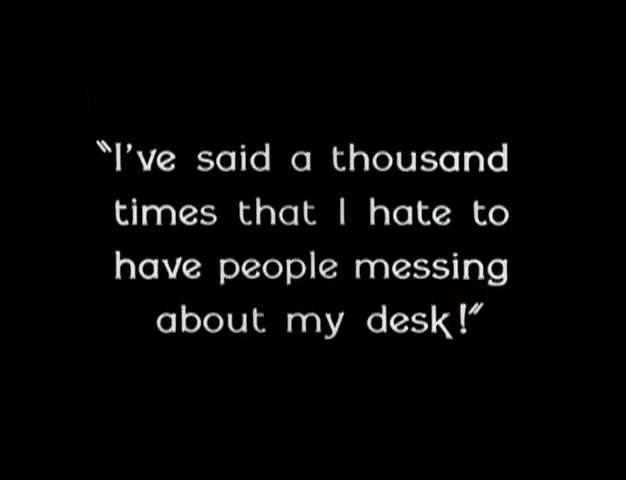 "I've said a thousand
times that I hate to
have people messing
about my desk!"